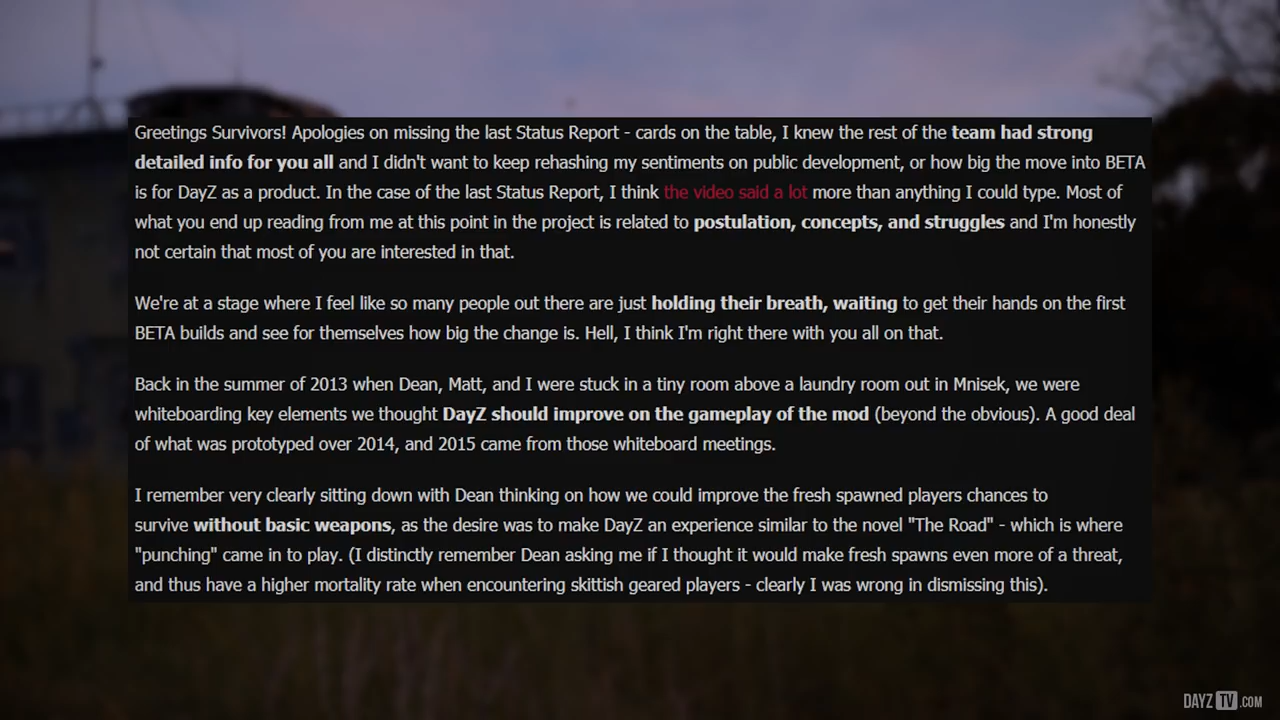 Greetings Survivors! Apologies on missing the last Status Report - cards on the table, I knew the rest of the team had strong
detailed info for you all and I didn't want to keep rehashing my sentiments on public development, or how big the move into BETA
is for DayZ as a product. In the case of the last Status Report, I think the video said a lot more than anything I could type. Most of
what you end up reading from me at this point in the project is related to postulation, concepts, and struggles and I'm honestly
not certain that most of you are interested in that.
We're at a stage where I feel like so many people out there are just holding their breath, waiting to get their hands on the first
BETA builds and see for themselves how big the change is. Hell, I think I'm right there with you all on that.
Back in the summer of 2013 when Dean, Matt, and I were stuck in a tiny room above a laundry room out in Mnisek, we were
whiteboarding key elements we thought DayZ should improve on the gameplay of the mod (beyond the obvious). A good deal
of what was prototyped over 2014, and 2015 came from those whiteboard meetings.
I remember very clearly sitting down with Dean thinking on how we could improve the fresh spawned players chances to
survive without basic weapons, as the desire was to make DayZ an experience similar to the novel "The Road" - which is where
"punching" came in to play. (I distinctly remember Dean asking me if I thought it would make fresh spawns even more of a threat,
and thus have a higher mortality rate when encountering skittish geared players - clearly I was wrong in dismissing this).
DAYZ TV .COM